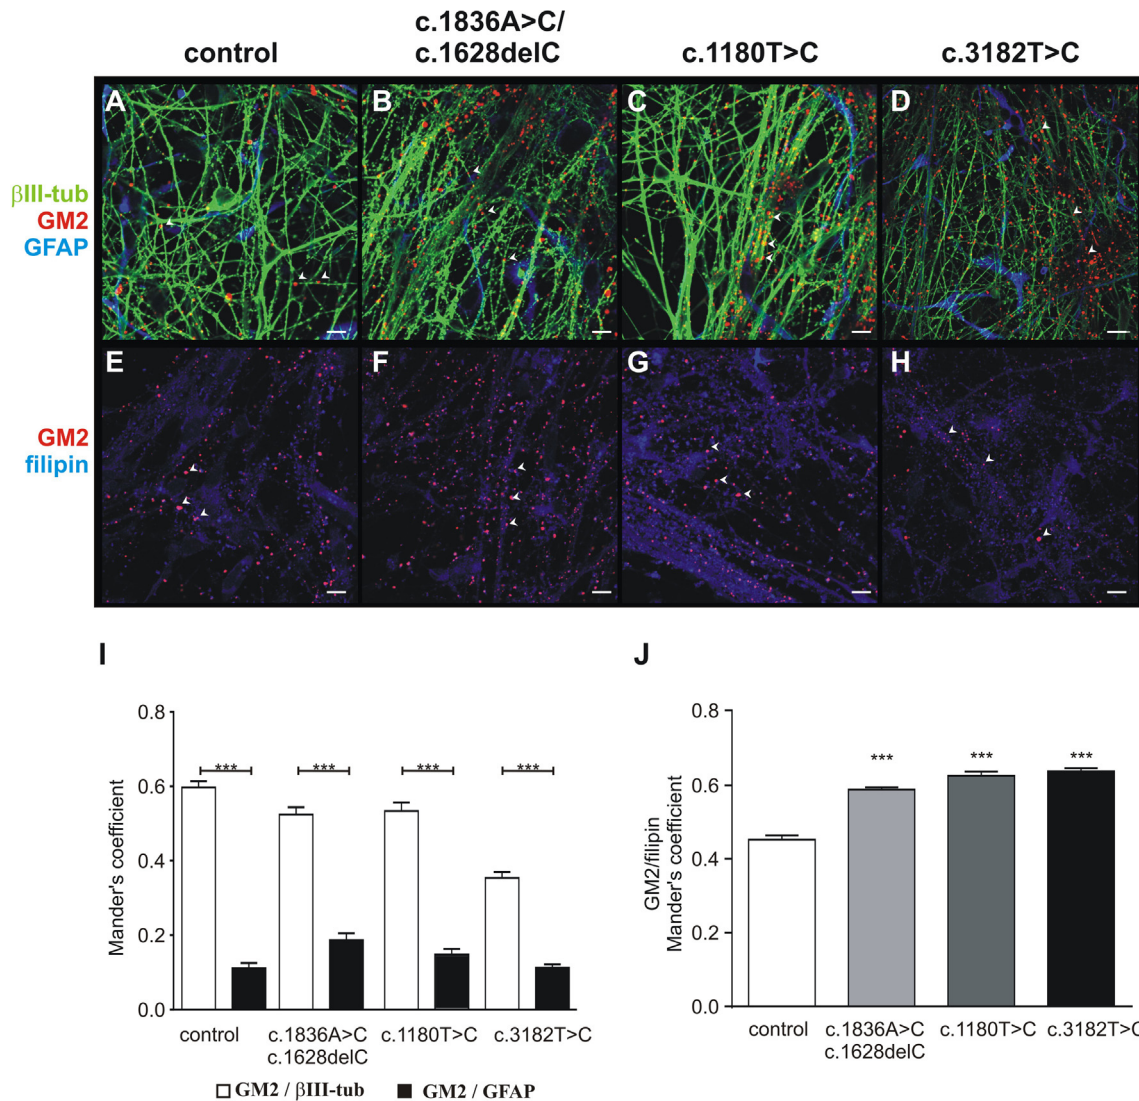 c.1836A>C/
control c.1628delC c.1180T>C c.3182T>C
A B C D
βIII-tub
GM2
GFAP
E F G H
GM2
filipin
I J
Mander's coefficient
0.8
0.6
0.4
0.2
0.0
*** *** *** ***
control c.1836A>C c.1180T>C c.3182T>C
c.1628delC
GM2 / βIII-tub GM2 / GFAP
GM2/filipin
Mander's coefficient
0.8
0.6
0.4
0.2
0.0
*** *** ***
control c.1836A>C c.1180T>C c.3182T>C
c.1628delC